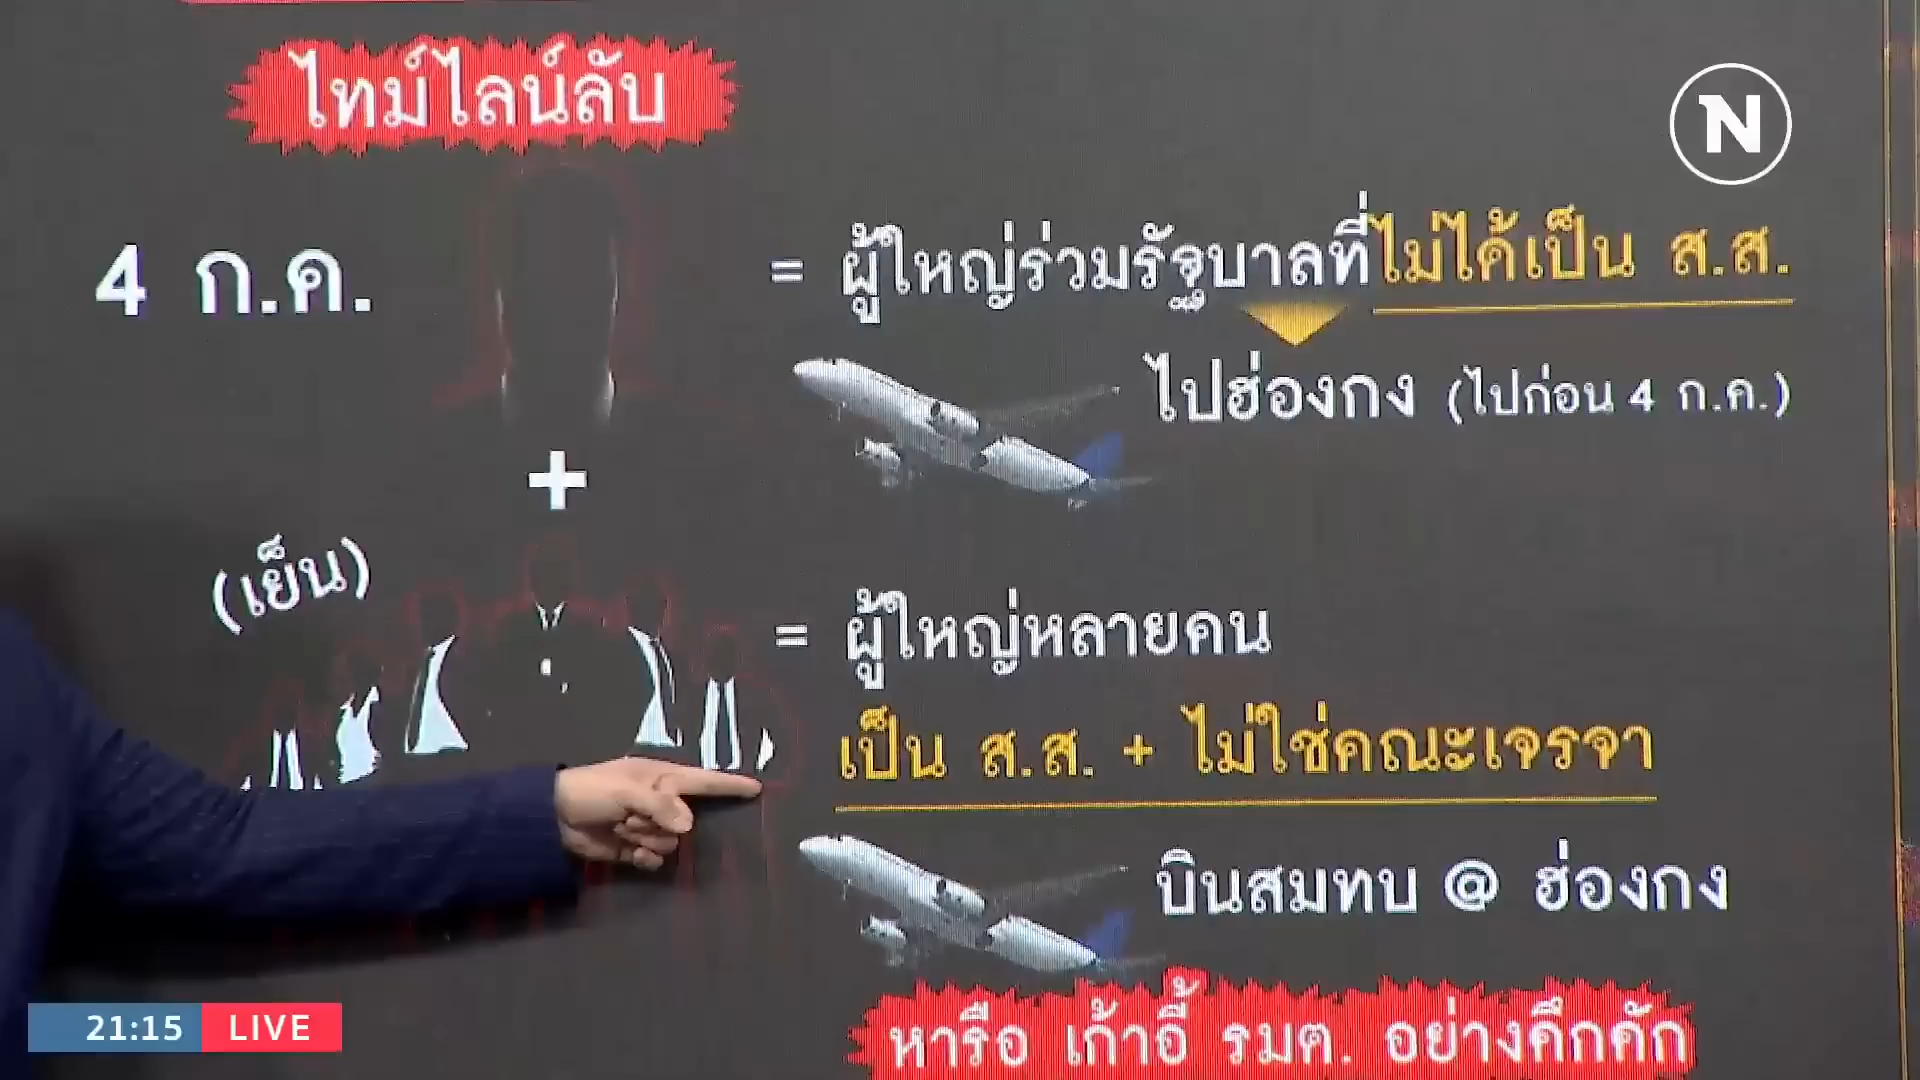 ไทม์ไลน์ลับ
N
4 ก.ค.
= ผู้ใหญ่ร่วมรัฐบาลที่ไม่ได้เป็น ส.ส.
ไปฮ่องกง (ไปก่อน 4 ก.ค.)
+
(เย็น)
= ผู้ใหญ่หลายคน
เป็น ส.ส. + ไม่ใช่คณะเจรจา
บินสมทบ @ ฮ่องกง
หารือ เก้าอี้ รมต. อย่างคึกคัก
21:15 LIVE